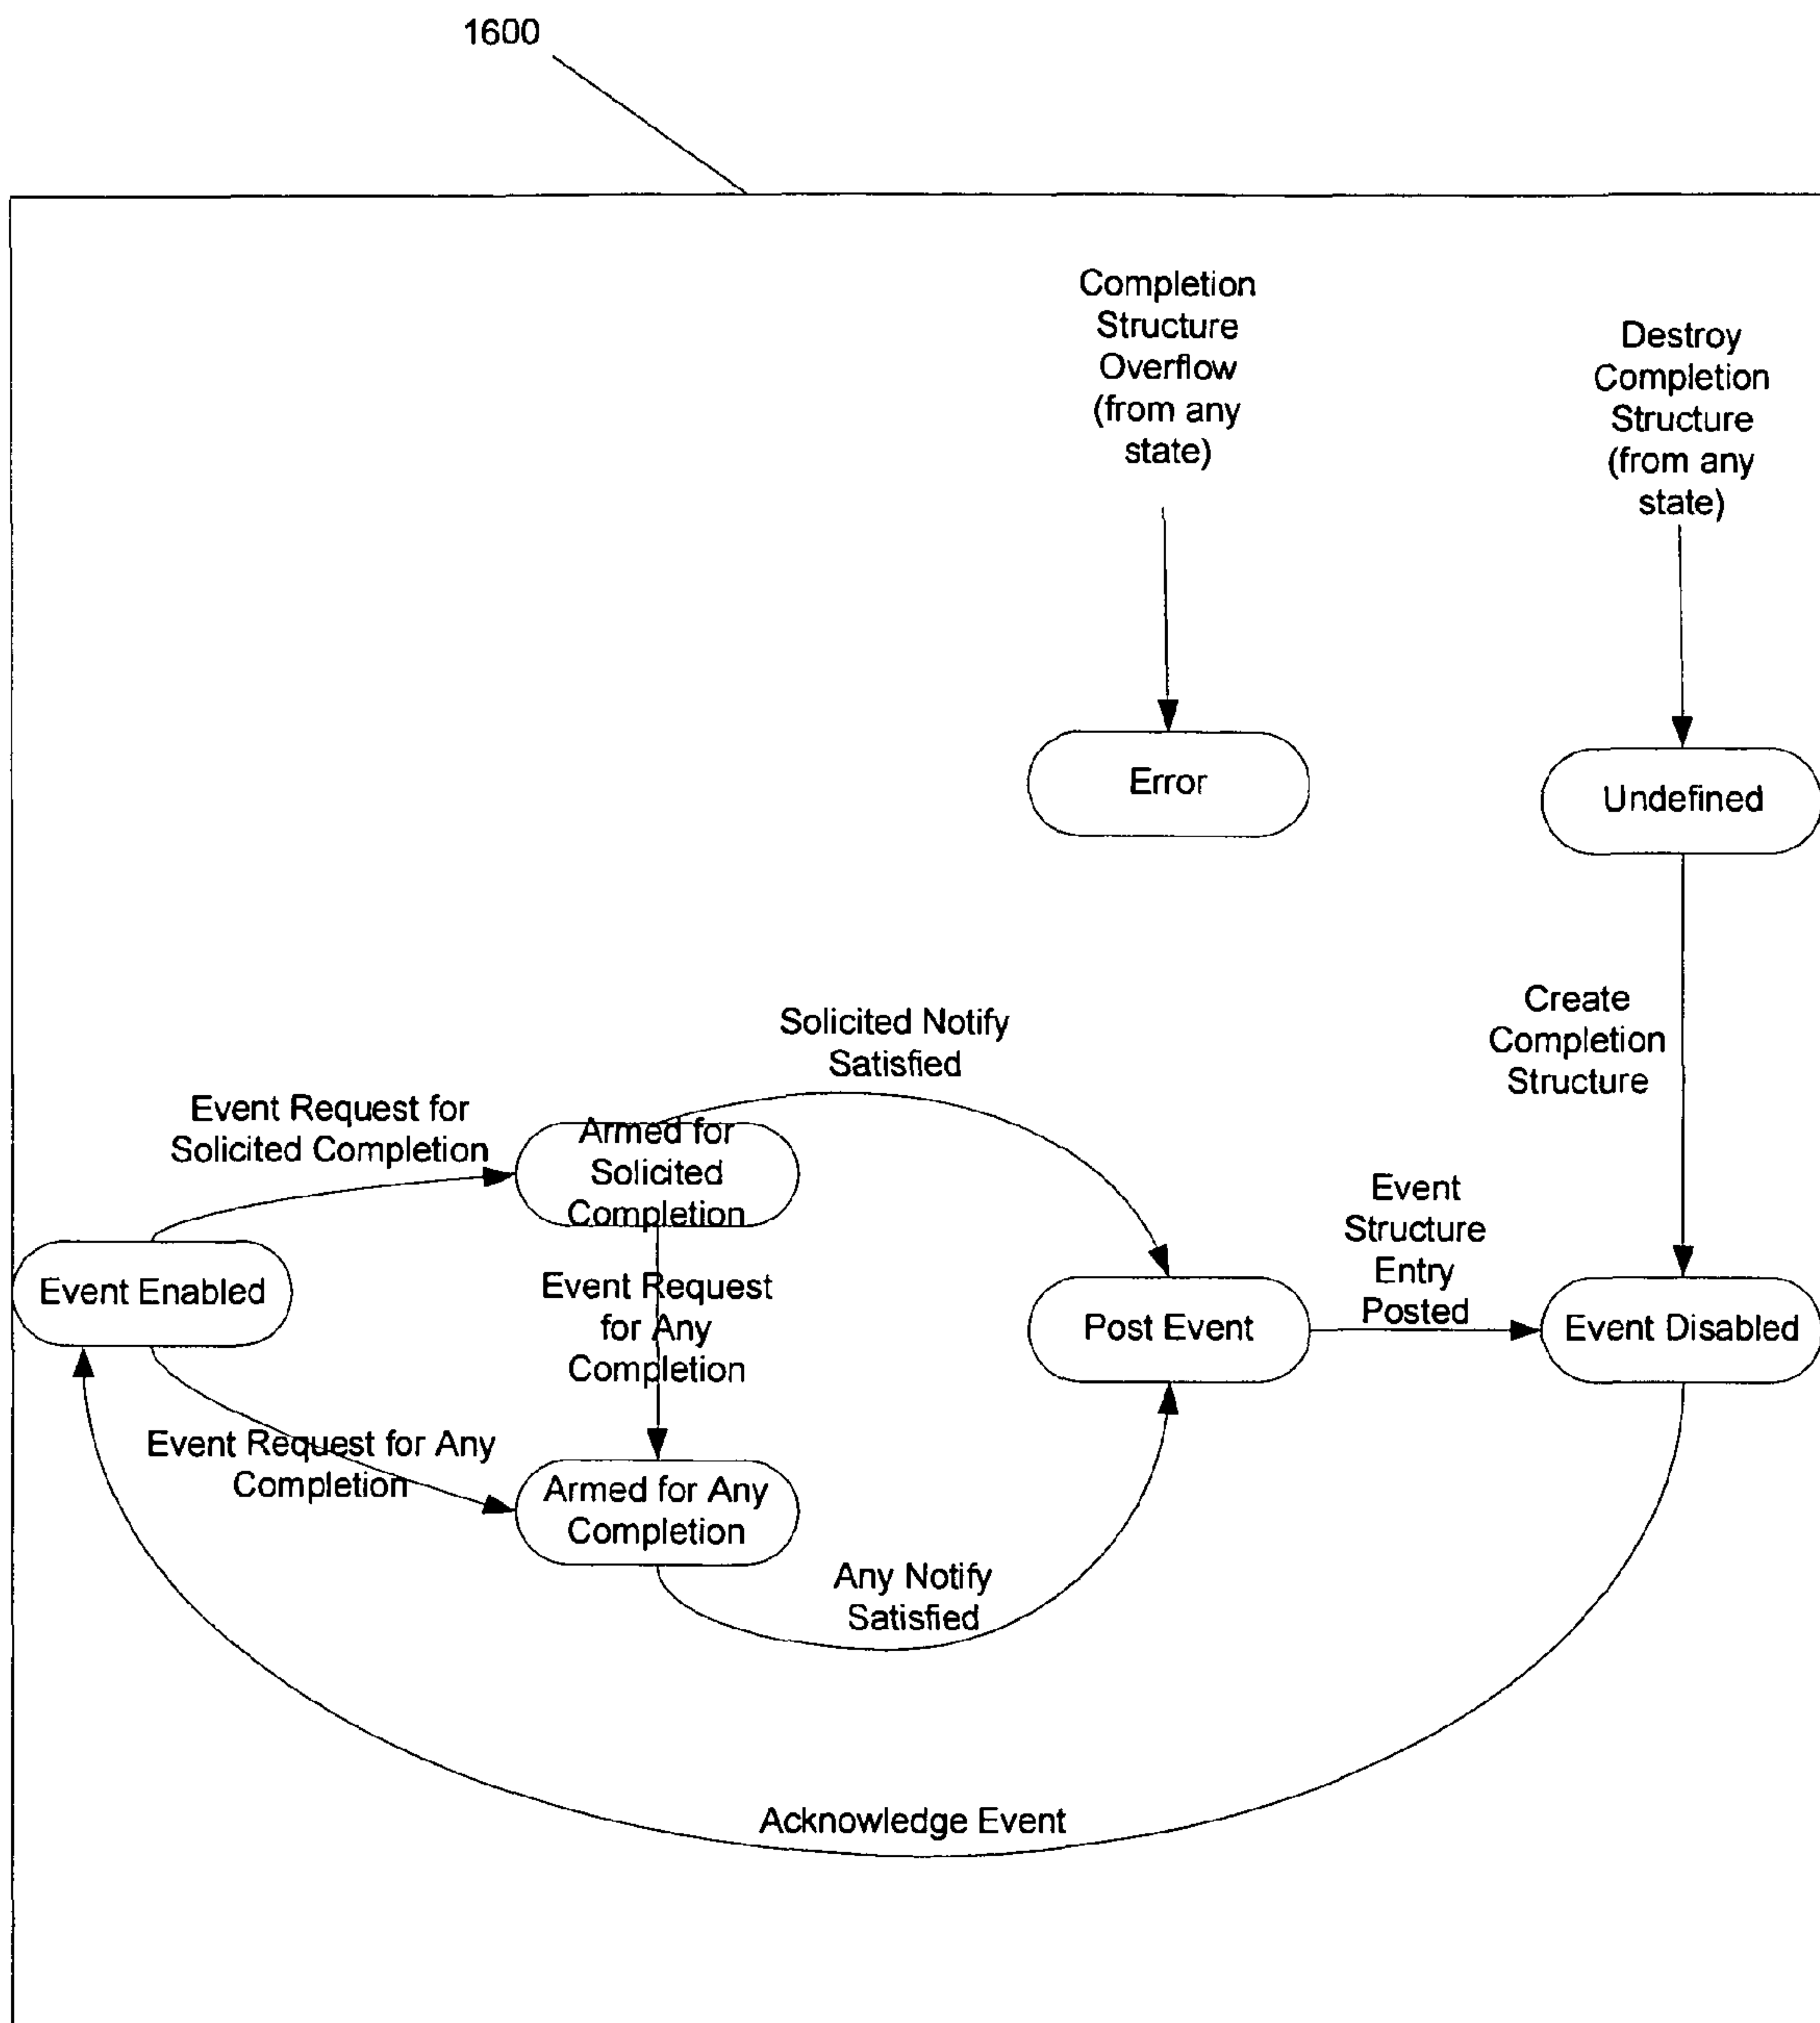 1600
Completion
Structure
Overflow
(from any
state)
Destroy
Completion
Structure
(from any
state)
Error
Undefined
Create
Completion
Structure
Solicited Notify
Satisfied
Event Request for
Solicited Completion
Armed for
Solicited
Completion
Event
Structure
Entry
Posted
Event Enabled
Event Request
for Any
Completion
Post Event
Event Disabled
Event Request for Any
Completion
Armed for Any
Completion
Any Notify
Satisfied
Acknowledge Event